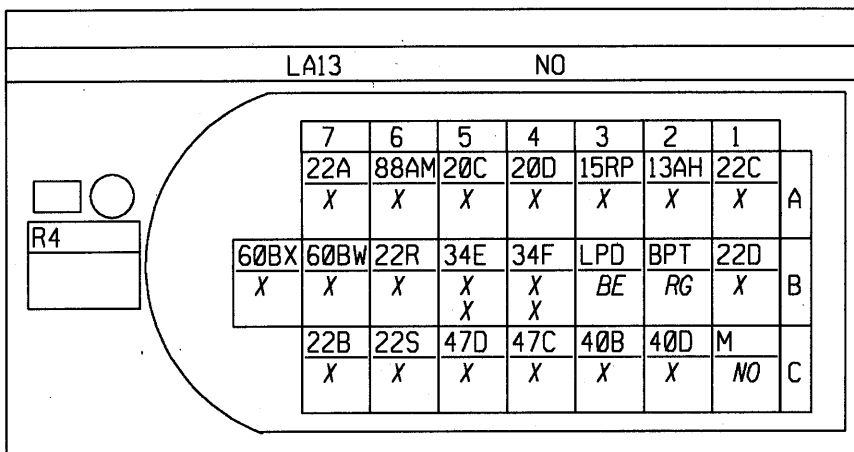 LA13 NO
7 6 5 4 3 2 1
22A 88AM 20C 20D 15RP 13AH 22C
X X X X X X X A
R4
60BX 60BW 22R 34E 34F LPD BPT 22D
X X X X X BE RG X B
X X
22B 22S 47D 47C 40B 40D M
X X X X X X NO C